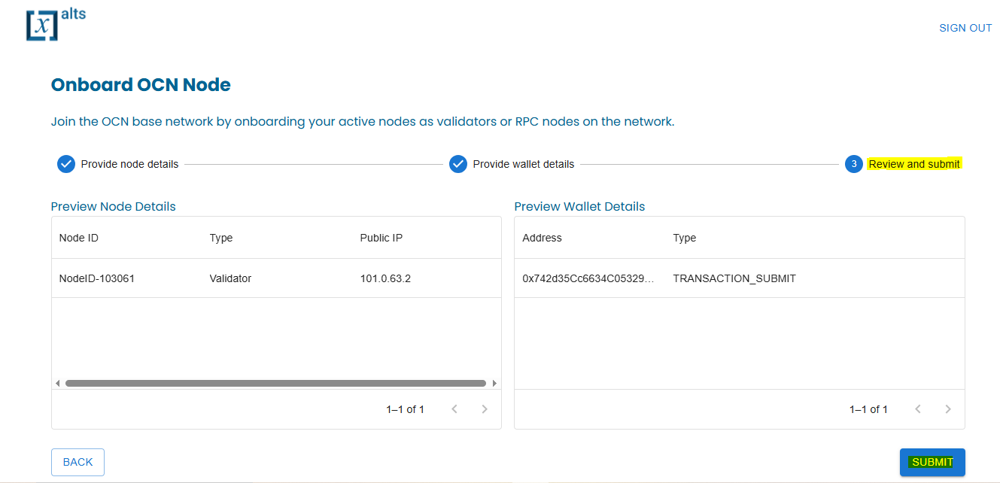 [x] alts
SIGN OUT
Onboard OCN Node
Join the OCN base network by onboarding your active nodes as validators or RPC nodes on the network.
Provide node details
Provide wallet details
3 Review and submit
Preview Node Details
Node ID Type Public IP
NodeID-103061 Validator 101.0.63.2
1–1 of 1
Preview Wallet Details
Address Type
0x742d35Cc6634C05329... TRANSACTION_SUBMIT
1–1 of 1
BACK
SUBMIT